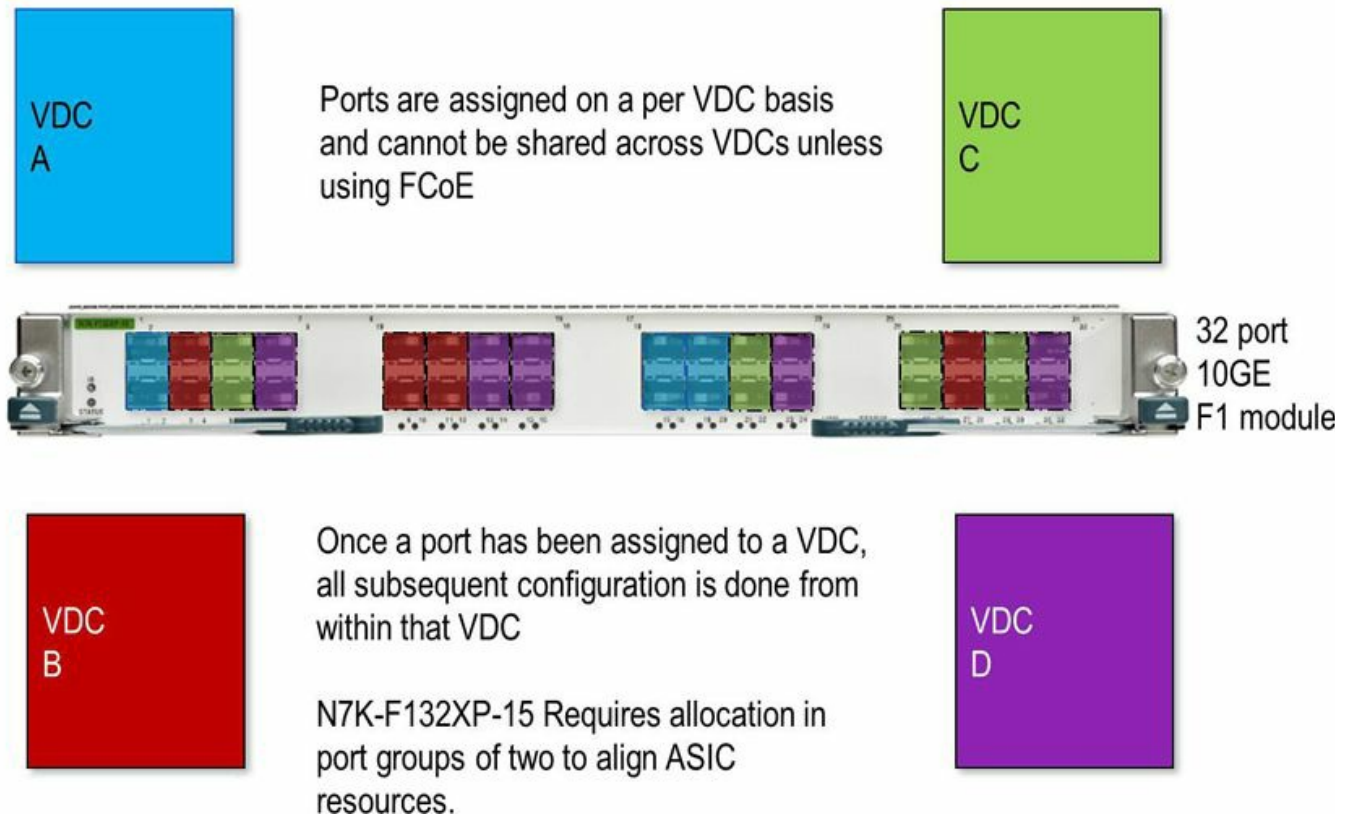 VDC
A
Ports are assigned on a per VDC basis
and cannot be shared across VDCs unless
using FCoE
VDC
C
32 port
10GE
F1 module
VDC
B
Once a port has been assigned to a VDC,
all subsequent configuration is done from
within that VDC
N7K-F132XP-15 Requires allocation in
port groups of two to align ASIC
resources.
VDC
D